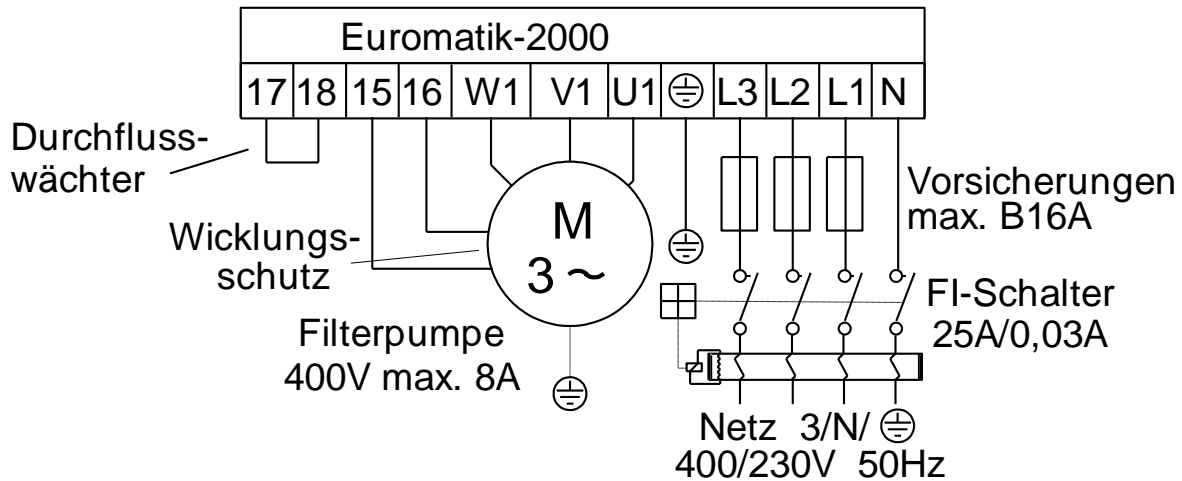 Euromatik-2000
17 18 15 16 W1 V1 U1 L3 L2 L1 N
Durchfluss-
wächter
Wicklungs-
schutz
M
3 ~
Filterpumpe
400V max. 8A
Vorsicherungen
max. B16A
FI-Schalter
25A/0,03A
Netz 3/N/
400/230V 50Hz